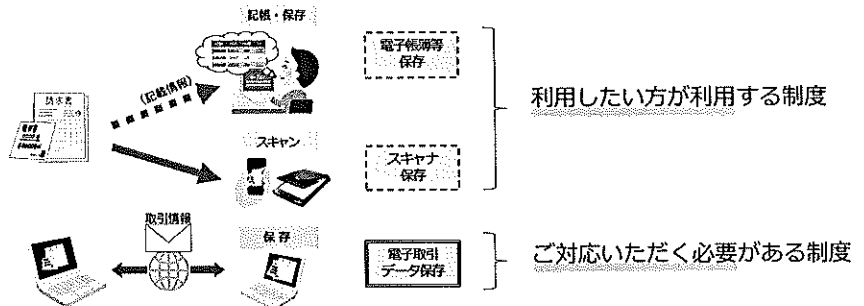 記帳・保存
電子帳簿等
保存
(記載情報)
請求書
利用したい方が利用する制度
スキャン
スキャナ
保存
取引情報
保存
電子取引
データ保存
ご対応いただく必要がある制度